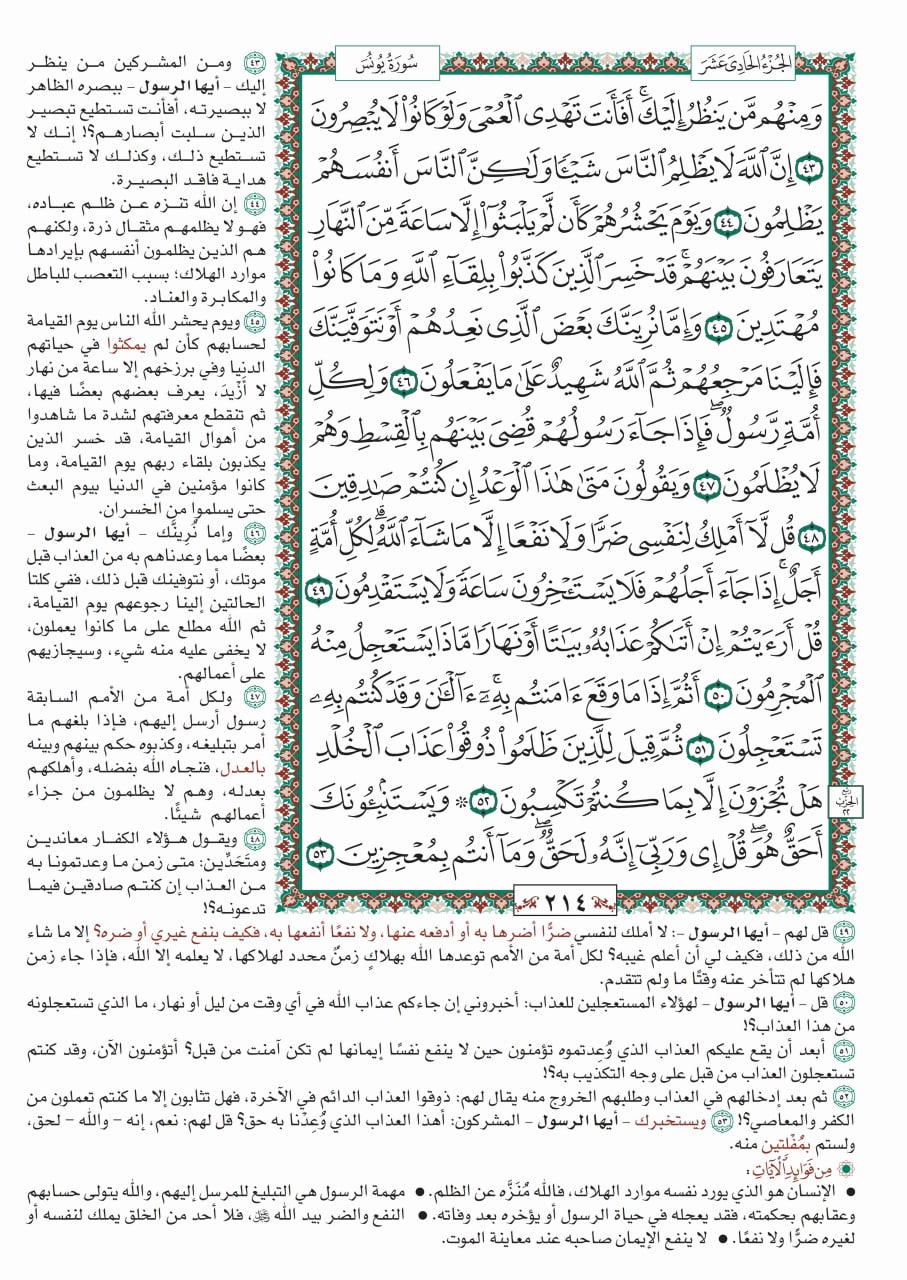 الجُزْءُ الحَادِى عَشَرَ
سُورَةُ يُونُسَ
وَمِنْهُم مَّن يَنظُرُ إِلَيْكَۚ أَفَأَنتَ تَهْدِى ٱلْعُمْىَ وَلَوْ كَانُوا۟ لَا يُبْصِرُونَ
٤٣ إِنَّ ٱللَّهَ لَا يَظْلِمُ ٱلنَّاسَ شَيْـًٔا وَلَٰكِنَّ ٱلنَّاسَ أَنفُسَهُمْ
يَظْلِمُونَ ٤٤ وَيَوْمَ يَحْشُرُهُمْ كَأَن لَّمْ يَلْبَثُوٓا۟ إِلَّا سَاعَةً مِّنَ ٱلنَّهَارِ
يَتَعَارَفُونَ بَيْنَهُمْۚ قَدْ خَسِرَ ٱلَّذِينَ كَذَّبُوا۟ بِلِقَآءِ ٱللَّهِ وَمَا كَانُوا۟
مُهْتَدِينَ ٤٥ وَإِمَّا نُرِيَنَّكَ بَعْضَ ٱلَّذِى نَعِدُهُمْ أَوْ نَتَوَفَّيَنَّكَ
فَإِلَيْنَا مَرْجِعُهُمْ ثُمَّ ٱللَّهُ شَهِيدٌ عَلَىٰ مَا يَفْعَلُونَ ٤٦ وَلِكُلِّ
أُمَّةٍ رَّسُولٌۖ فَإِذَا جَآءَ رَسُولُهُمْ قُضِىَ بَيْنَهُم بِٱلْقِسْطِ وَهُمْ
لَا يُظْلَمُونَ ٤٧ وَيَقُولُونَ مَتَىٰ هَٰذَا ٱلْوَعْدُ إِن كُنتُمْ صَٰدِقِينَ
٤٨ قُل لَّآ أَمْلِكُ لِنَفْسِى ضَرًّا وَلَا نَفْعًا إِلَّا مَا شَآءَ ٱللَّهُۗ لِكُلِّ أُمَّةٍ
أَجَلٌۚ إِذَا جَآءَ أَجَلُهُمْ فَلَا يَسْتَـْٔخِرُونَ سَاعَةً وَلَا يَسْتَقْدِمُونَ ٤٩
قُلْ أَرَءَيْتُمْ إِنْ أَتَىٰكُمْ عَذَابُهُۥ بَيَٰتًا أَوْ نَهَارًا مَّاذَا يَسْتَعْجِلُ مِنْهُ
ٱلْمُجْرِمُونَ ٥٠ أَثُمَّ إِذَا مَا وَقَعَ ءَامَنتُم بِهِۦٓۚ ءَآلْـَٰٔنَ وَقَدْ كُنتُم بِهِۦ
تَسْتَعْجِلُونَ ٥١ ثُمَّ قِيلَ لِلَّذِينَ ظَلَمُوا۟ ذُوقُوا۟ عَذَابَ ٱلْخُلْدِ
هَلْ تُجْزَوْنَ إِلَّا بِمَا كُنتُمْ تَكْسِبُونَ ٥٢ ۞ وَيَسْتَنۢبِـُٔونَكَ
أَحَقٌّ هُوَۖ قُلْ إِى وَرَبِّىٓ إِنَّهُۥ لَحَقٌّۖ وَمَآ أَنتُم بِمُعْجِزِينَ ٥٣
ربع
الحزب
٢٢
٢١٤
٤٣ ومن المشركين من ينظر
إليك – أيها الرسول – ببصره الظاهر
لا ببصيرته، أفأنت تستطيع تبصير
الذين سلبت أبصارهم؟! إنك لا
تستطيع ذلك، وكذلك لا تستطيع
هداية فاقد البصيرة.
٤٤ إن الله تنزه عن ظلم عباده،
فهو لا يظلمهم مثقال ذرة، ولكنهم
هم الذين يظلمون أنفسهم بإيرادها
موارد الهلاك؛ بسبب التعصب للباطل
والمكابرة والعناد.
٤٥ ويوم يحشر الله الناس يوم القيامة
لحسابهم كأن لم يمكثوا في حياتهم
الدنيا وفي برزخهم إلا ساعة من نهار
لا أَزْيدَ، يعرف بعضهم بعضًا فيها،
ثم تنقطع معرفتهم لشدة ما شاهدوا
من أهوال القيامة، قد خسر الذين
يكذبون بلقاء ربهم يوم القيامة، وما
كانوا مؤمنين في الدنيا بيوم البعث
حتى يسلموا من الخسران.
٤٦ وإما نُرِيَنَّك – أيها الرسول –
بعضًا مما وعدناهم به من العذاب قبل
موتك، أو نتوفينك قبل ذلك، ففي كلتا
الحالتين إلينا رجوعهم يوم القيامة،
ثم الله مطلع على ما كانوا يعملون،
لا يخفى عليه منه شيء، وسيجازيهم
على أعمالهم.
٤٧ ولكل أمة من الأمم السابقة
رسول أرسل إليهم، فإذا بلغهم ما
أمر بتبليغه، وكذبوه حكم بينهم وبينه
بالعدل، فنجاه الله بفضله، وأهلكهم
بعدله، وهم لا يظلمون من جزاء
أعمالهم شيئًا.
٤٨ ويقول هؤلاء الكفار معاندين
ومتَحَدِّين: متى زمن ما وعدتمونا به
من العذاب إن كنتم صادقين فيما
تدعونه؟!
٤٩ قل لهم – أيها الرسول –: لا أملك لنفسي ضرًّا أضرها به أو أدفعه عنها، ولا نفعًا أنفعها به، فكيف بنفع غيري أو ضره؟ إلا ما شاء
الله من ذلك، فكيف لي أن أعلم غيبه؟ لكل أمة من الأمم توعدها الله بهلاكٍ زمنٌ محدد لهلاكها، لا يعلمه إلا الله، فإذا جاء زمن
هلاكها لم تتأخر عنه وقتًا ما ولم تتقدم.
٥٠ قل – أيها الرسول – لهؤلاء المستعجلين للعذاب: أخبروني إن جاءكم عذاب الله في أي وقت من ليل أو نهار، ما الذي تستعجلونه
من هذا العذاب؟!
٥١ أبعد أن يقع عليكم العذاب الذي وُعِدتموه تؤمنون حين لا ينفع نفسًا إيمانها لم تكن آمنت من قبل؟ أتؤمنون الآن، وقد كنتم
تستعجلون العذاب من قبل على وجه التكذيب به؟!
٥٢ ثم بعد إدخالهم في العذاب وطلبهم الخروج منه يقال لهم: ذوقوا العذاب الدائم في الآخرة، فهل تثابون إلا ما كنتم تعملون من
الكفر والمعاصي؟! ٥٣ ويستخبرك – أيها الرسول – المشركون: أهذا العذاب الذي وُعِدْنا به حق؟ قل لهم: نعم، إنه – والله – لحق،
ولستم بمُفْلتين منه.
مِن فَوَائِدِ الْآيَاتِ:
• الإنسان هو الذي يورد نفسه موارد الهلاك، فالله مُنَزَّه عن الظلم. • مهمة الرسول هي التبليغ للمرسل إليهم، والله يتولى حسابهم
وعقابهم بحكمته، فقد يعجله في حياة الرسول أو يؤخره بعد وفاته. • النفع والضر بيد الله ﷻ، فلا أحد من الخلق يملك لنفسه أو
لغيره ضرًّا ولا نفعًا. • لا ينفع الإيمان صاحبه عند معاينة الموت.